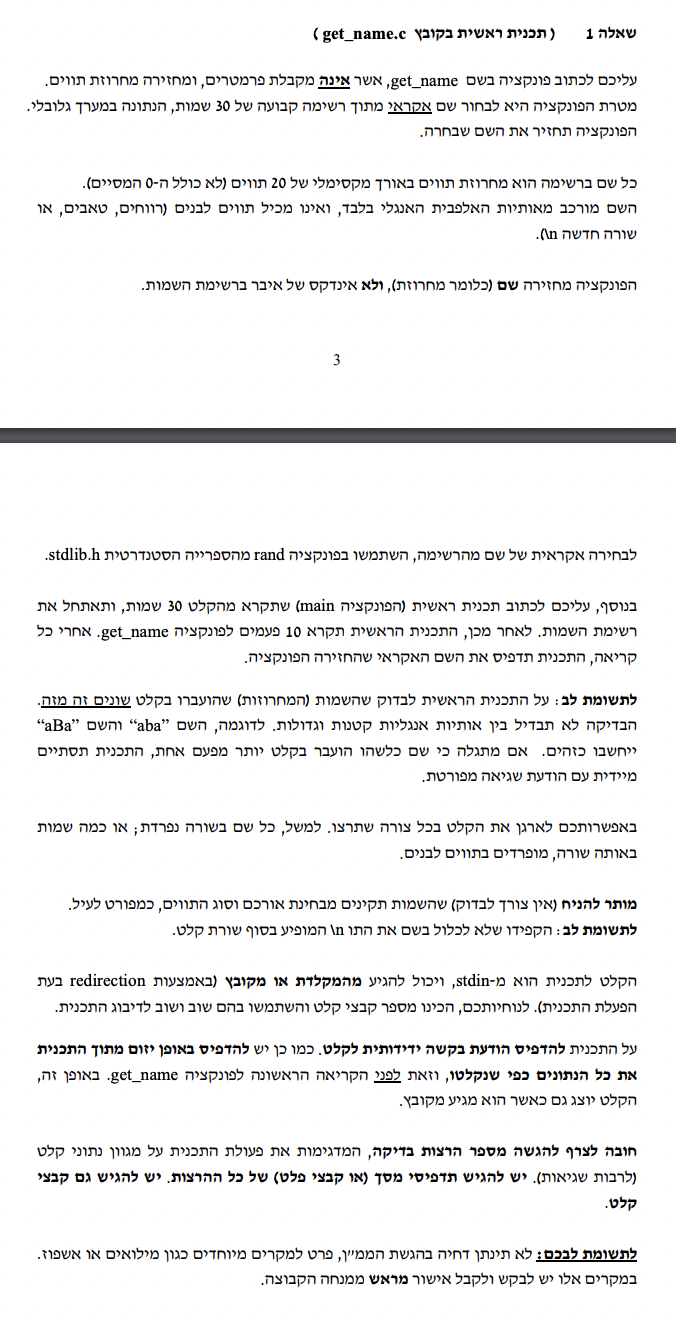 שאלה 1 ( תכנית ראשית בקובץ get_name.c )
עליכם לכתוב פונקציה בשם get_name, אשר אינה מקבלת פרמטרים, ומחזירה מחרוזת תווים.
מטרת הפונקציה היא לבחור שם אקראי מתוך רשימה קבועה של 30 שמות, הנתונה במערך גלובלי.
הפונקציה תחזיר את השם שבחרה.
כל שם ברשימה הוא מחרוזת תווים באורך מקסימלי של 20 תווים (לא כולל ה-0 המסיים).
השם מורכב מאותיות האלפבית האנגלי בלבד, ואינו מכיל תווים לבנים (רווחים, טאבים, או
שורה חדשה \n).
הפונקציה מחזירה שם (כלומר מחרוזת), ולא אינדקס של איבר ברשימת השמות.
3
לבחירה אקראית של שם מהרשימה, השתמשו בפונקציה rand מהספרייה הסטנדרטית stdlib.h.
בנוסף, עליכם לכתוב תכנית ראשית (הפונקציה main) שתקרא מהקלט 30 שמות, ותאתחל את
רשימת השמות. לאחר מכן, התכנית הראשית תקרא 10 פעמים לפונקציה get_name. אחרי כל
קריאה, התכנית תדפיס את השם האקראי שהחזירה הפונקציה.
לתשומת לב: על התכנית הראשית לבדוק שהשמות (המחרוזות) שהועברו בקלט שונים זה מזה.
הבדיקה לא תבדיל בין אותיות אנגליות קטנות וגדולות. לדוגמה, השם "aba" והשם "aBa"
ייחשבו כזהים. אם מתגלה כי שם כלשהו הועבר בקלט יותר מפעם אחת, התכנית תסתיים
מיידית עם הודעת שגיאה מפורטת.
באפשרותכם לארגן את הקלט בכל צורה שתרצו. למשל, כל שם בשורה נפרדת; או כמה שמות
באותה שורה, מופרדים בתווים לבנים.
מותר להניח (אין צורך לבדוק) שהשמות תקינים מבחינת אורכם וסוג התווים, כמפורט לעיל.
לתשומת לב: הקפידו שלא לכלול בשם את התו \n המופיע בסוף שורת קלט.
הקלט לתכנית הוא מ-stdin, ויכול להגיע מהמקלדת או מקובץ (באמצעות redirection בעת
הפעלת התכנית). לנוחיותכם, הכינו מספר קבצי קלט והשתמשו בהם שוב ושוב לדיבוג התכנית.
על התכנית להדפיס הודעת בקשה ידידותית לקלט. כמו כן יש להדפיס באופן יזום מתוך התכנית
את כל הנתונים כפי שנקלטו, וזאת לפני הקריאה הראשונה לפונקציה get_name. באופן זה,
הקלט יוצג גם כאשר הוא מגיע מקובץ.
חובה לצרף להגשה מספר הרצות בדיקה, המדגימות את פעולת התכנית על מגוון נתוני קלט
(לרבות שגיאות). יש להגיש תדפיסי מסך (או קבצי פלט) של כל ההרצות. יש להגיש גם קבצי
קלט.
לתשומת לבכם: לא תינתן דחיה בהגשת הממ"ן, פרט למקרים מיוחדים כגון מילואים או אשפוז.
במקרים אלו יש לבקש ולקבל אישור מראש ממנחה הקבוצה.